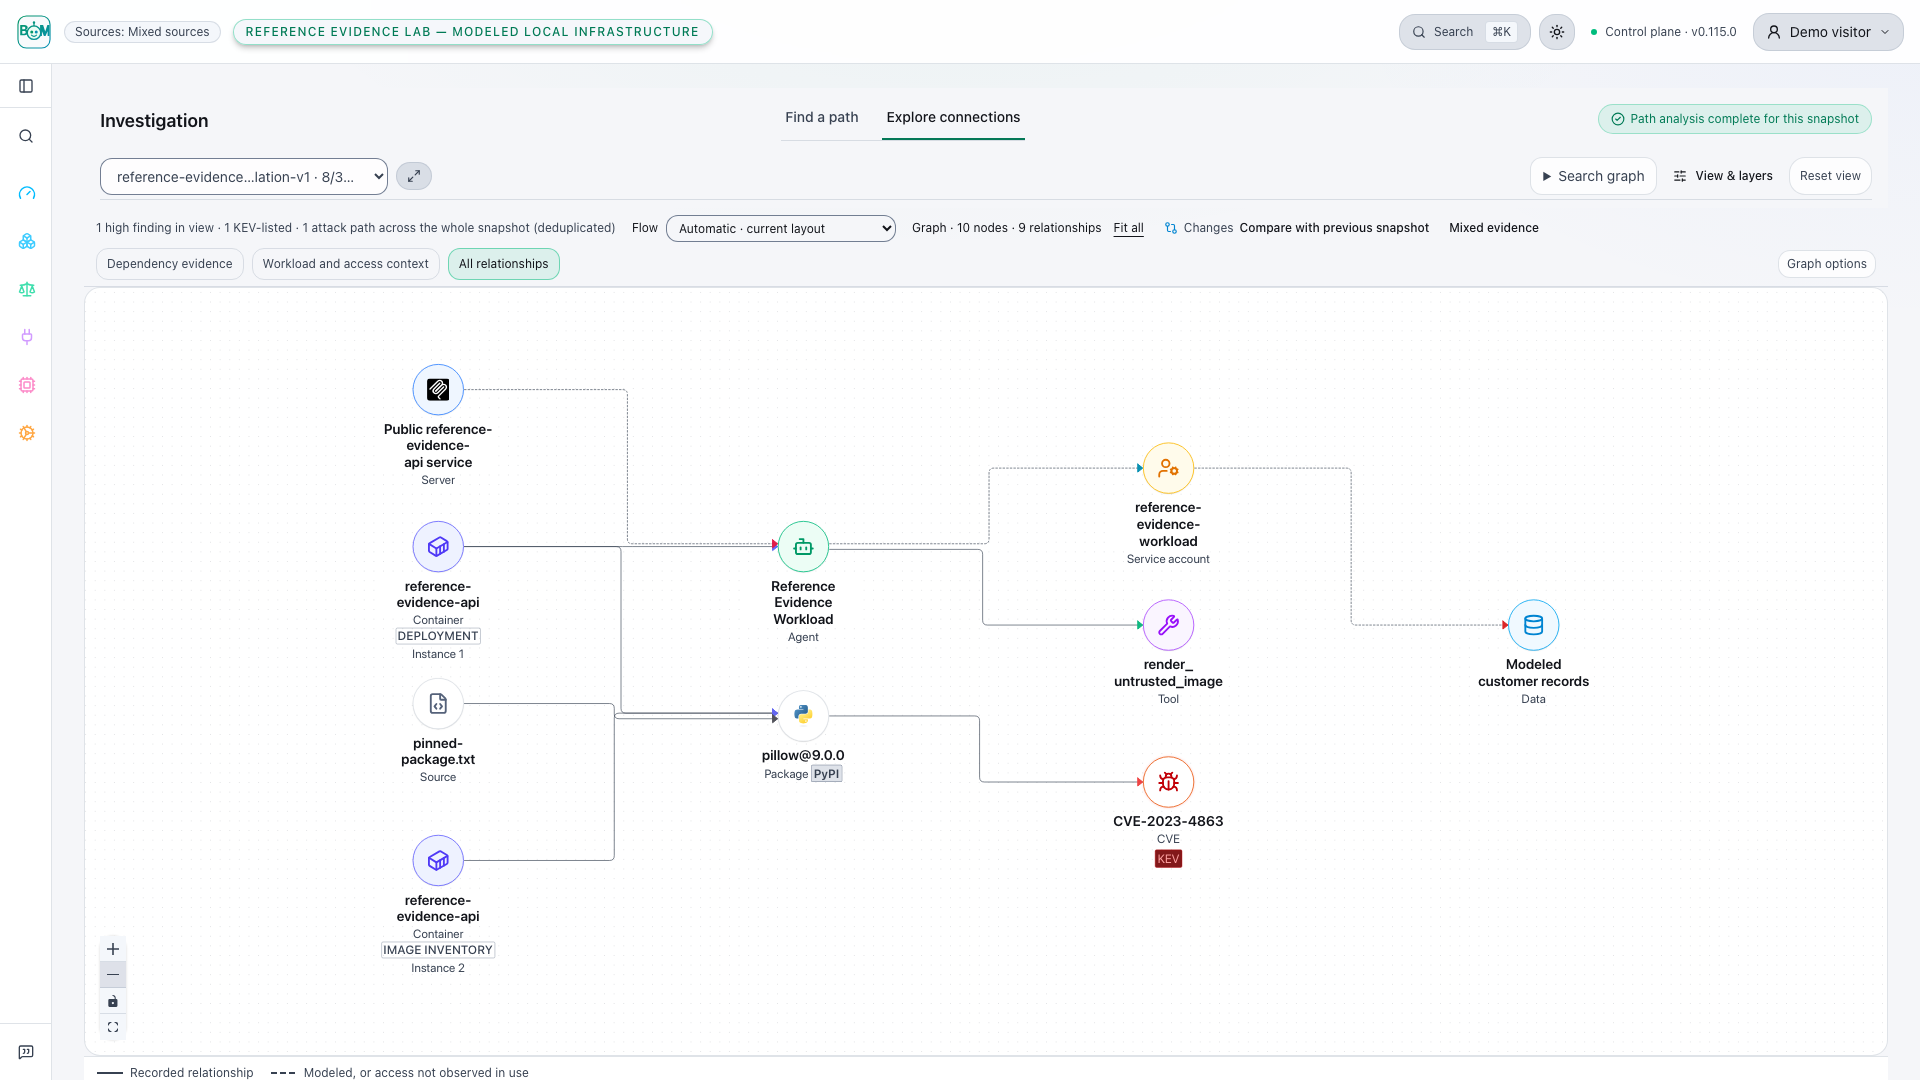 BOM
Sources: Mixed sources
REFERENCE EVIDENCE LAB — MODELED LOCAL INFRASTRUCTURE
Search ⌘K
Control plane · v0.115.0
Demo visitor
Investigation
Find a path
Explore connections
Path analysis complete for this snapshot
reference-evidence...lation-v1 · 8/3...
Search graph
View & layers
Reset view
1 high finding in view · 1 KEV-listed · 1 attack path across the whole snapshot (deduplicated)
Flow
Automatic · current layout
Graph · 10 nodes · 9 relationships
Fit all
Changes
Compare with previous snapshot
Mixed evidence
Dependency evidence
Workload and access context
All relationships
Graph options
Public reference-
evidence-
api service
Server
reference-
evidence-api
Container
DEPLOYMENT
Instance 1
pinned-
package.txt
Source
reference-
evidence-api
Container
IMAGE INVENTORY
Instance 2
Reference
Evidence
Workload
Agent
pillow@9.0.0
Package PyPI
reference-
evidence-
workload
Service account
render_
untrusted_image
Tool
CVE-2023-4863
CVE
KEV
Modeled
customer records
Data
Recorded relationship
Modeled, or access not observed in use